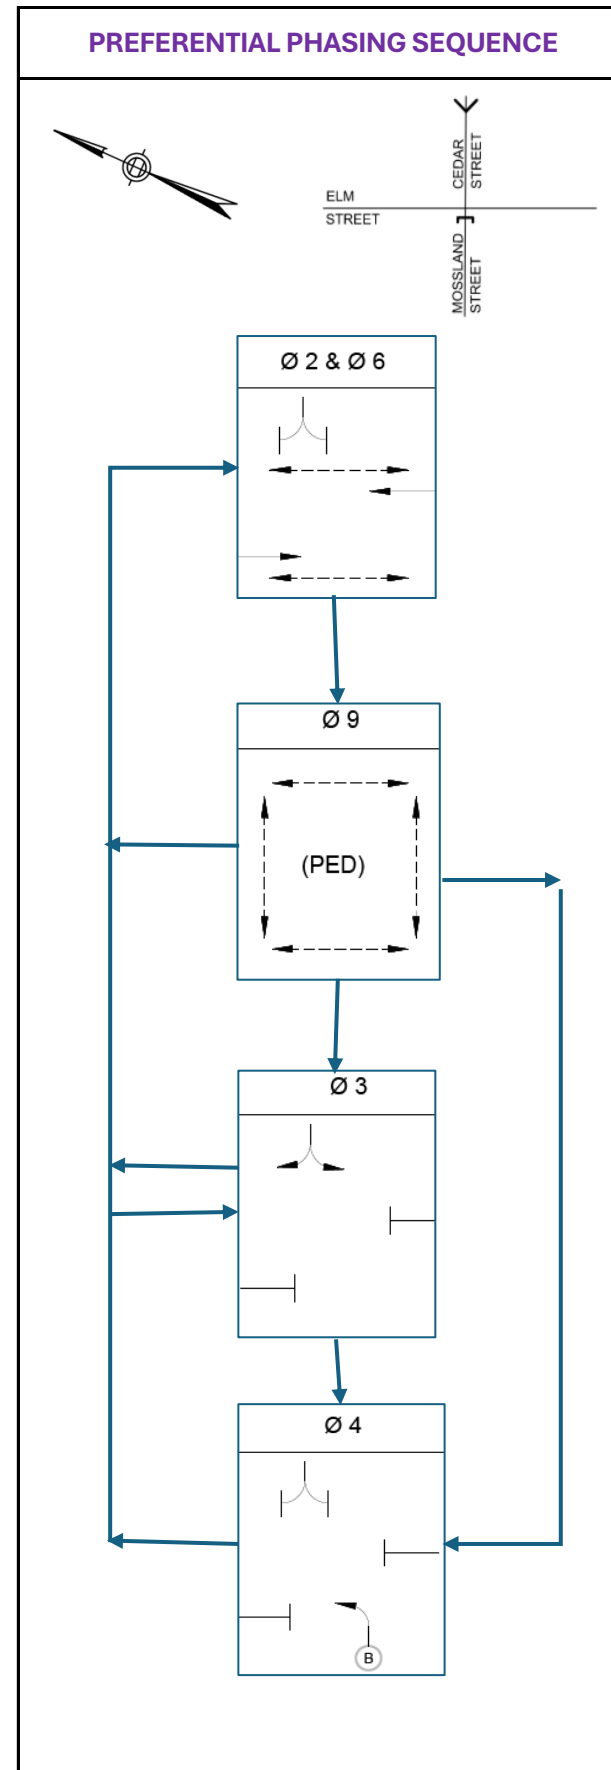 PREFERENTIAL PHASING SEQUENCE
CEDAR
STREET
ELM
STREET
MOSSLAND
STREET
Ø 2 & Ø 6
Ø 9
(PED)
Ø 3
Ø 4
B